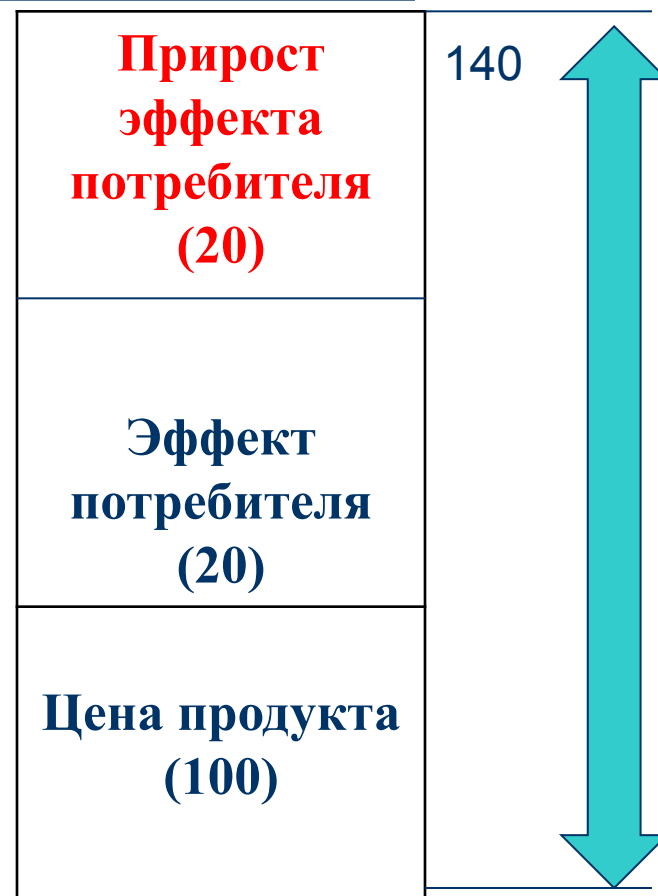 Прирост
эффекта
потребителя
(20)
140
Эффект
потребителя
(20)
Цена продукта
(100)